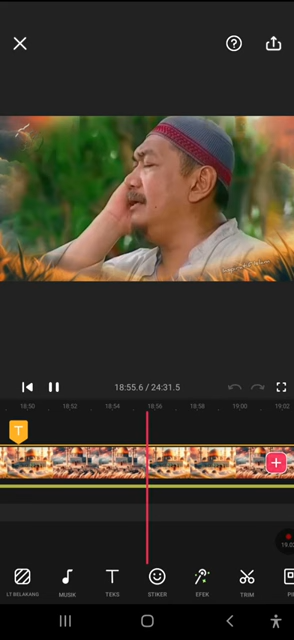 18:55.6 / 24:31.5
18:50 18:52 18:54 18:56 18:58 19:00 19:02
T
LT BELAKANG MUSIK TEKS STIKER EFEK TRIM